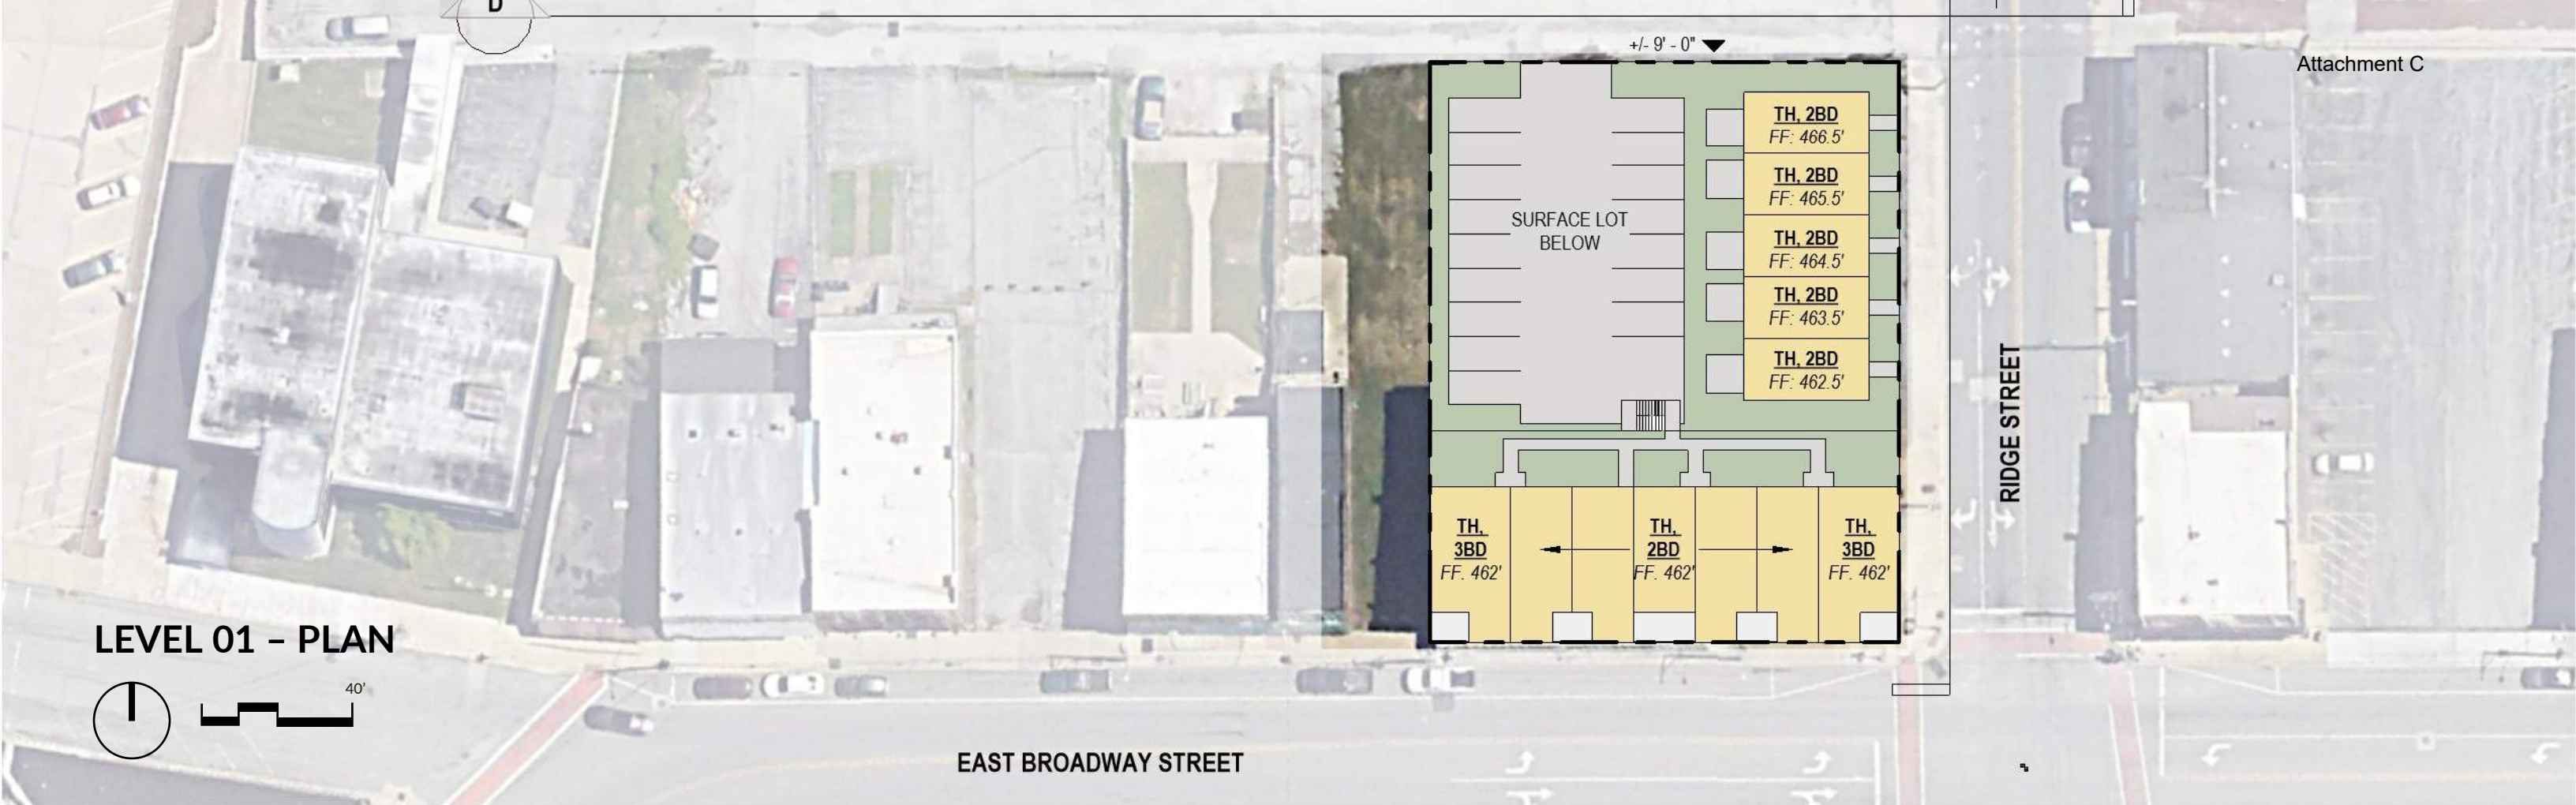 D
+/- 9' - 0"
Attachment C
TH, 2BD
FF: 466.5'
TH, 2BD
FF: 465.5'
SURFACE LOT
BELOW
TH, 2BD
FF: 464.5'
TH, 2BD
FF: 463.5'
TH, 2BD
FF: 462.5'
RIDGE STREET
TH,
3BD
FF. 462'
TH,
2BD
FF. 462'
TH,
3BD
FF. 462'
LEVEL 01 – PLAN
40'
EAST BROADWAY STREET